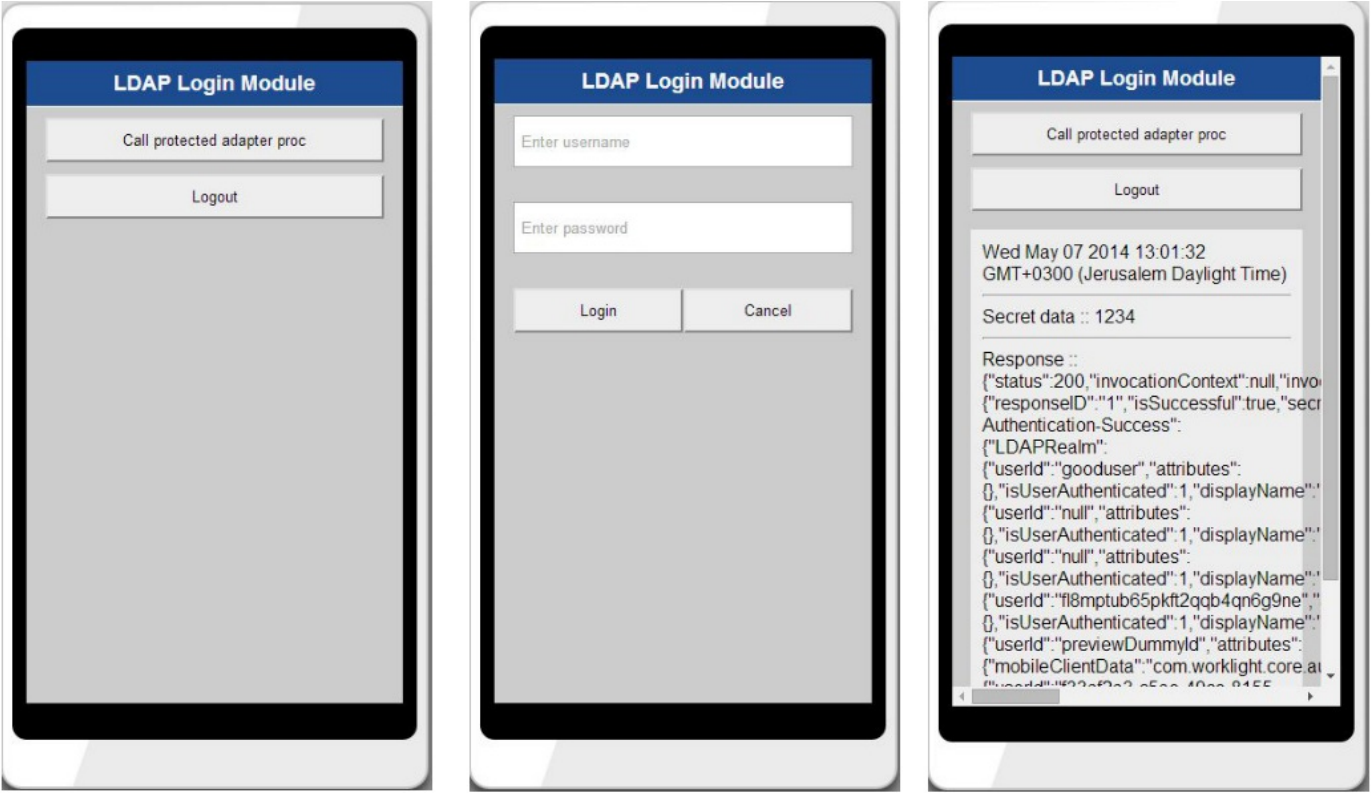 LDAP Login Module
Call protected adapter proc
Logout
LDAP Login Module
Enter username
Enter password
Login
Cancel
LDAP Login Module
Call protected adapter proc
Logout
Wed May 07 2014 13:01:32
GMT+0300 (Jerusalem Daylight Time)
Secret data :: 1234
Response ::
{"status":200,"invocationContext":null,"invo
{"responseID":"1","isSuccessful":true,"secr
Authentication-Success":
{"LDAPRealm":
{"userId":"gooduser","attributes":
{},"isUserAuthenticated":1,"displayName":"
{"userId":"null","attributes":
{},"isUserAuthenticated":1,"displayName":"
{"userId":"null","attributes":
{},"isUserAuthenticated":1,"displayName":"
{"userId":"fl8mptub65pkft2qqb4qn6g9ne","
{},"isUserAuthenticated":1,"displayName":"
{"userId":"previewDummyId","attributes":
{"mobileClientData":"com.worklight.core.au